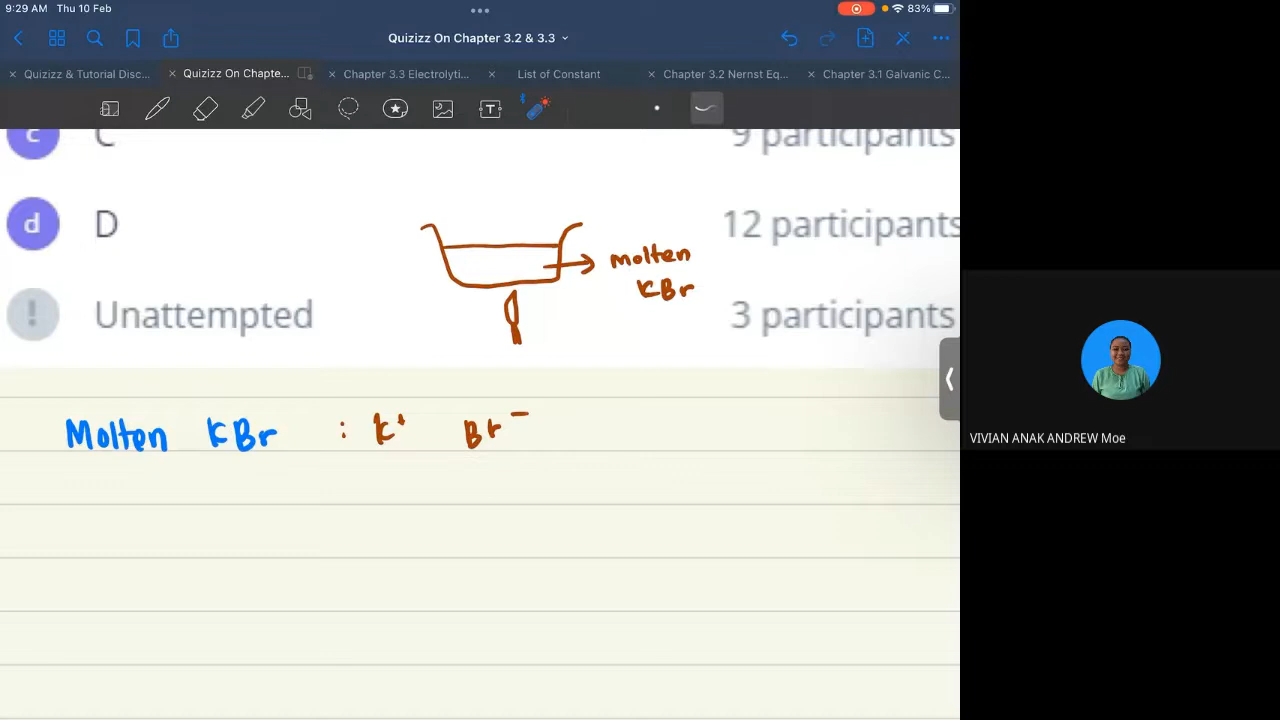 9:29 AM Thu 10 Feb
83%
Quizizz On Chapter 3.2 & 3.3
Quizizz & Tutorial Disc...
Quizizz On Chapte...
Chapter 3.3 Electrolyti...
List of Constant
Chapter 3.2 Nernst Eq...
Chapter 3.1 Galvanic C...
T
c C 9 participants
d D 12 participants
molten
KBr
! Unattempted 3 participants
Molten KBr : K⁺ Br⁻
VIVIAN ANAK ANDREW Moe